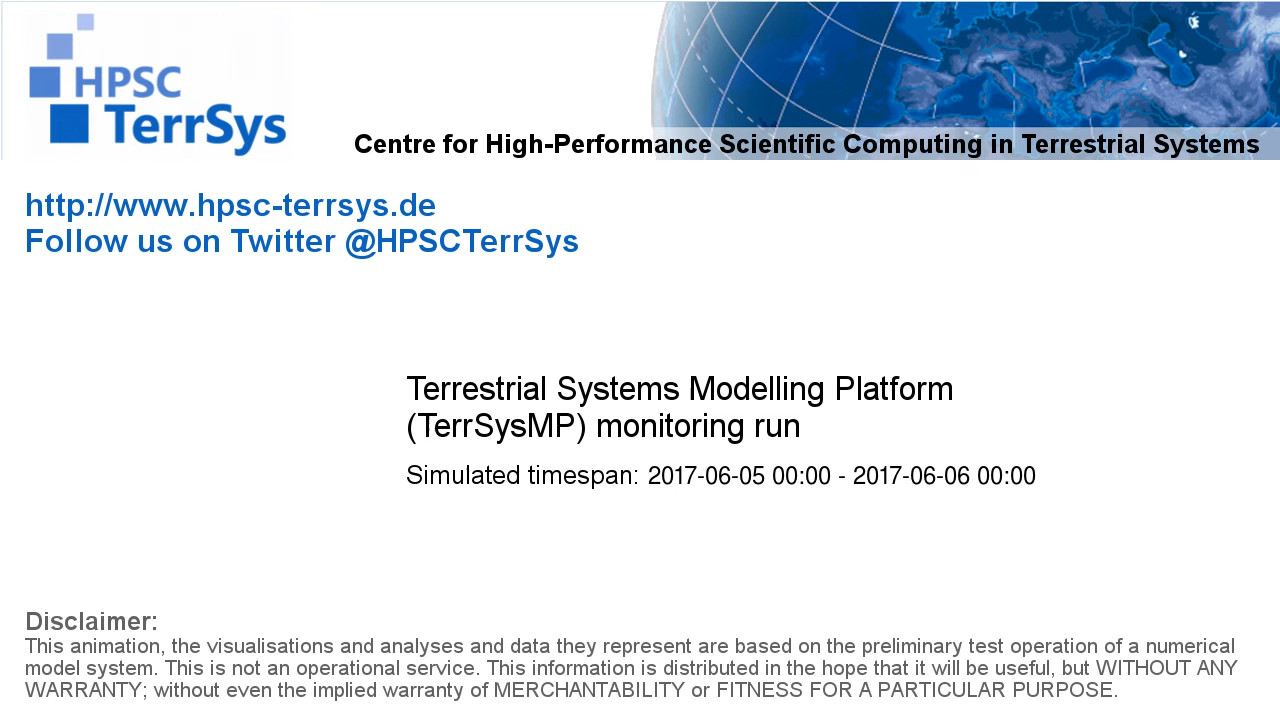 HPSC
TerrSys
Centre for High-Performance Scientific Computing in Terrestrial Systems
http://www.hpsc-terrsys.de
Follow us on Twitter @HPSCTerrSys
Terrestrial Systems Modelling Platform
(TerrSysMP) monitoring run
Simulated timespan: 2017-06-05 00:00 - 2017-06-06 00:00
Disclaimer:
This animation, the visualisations and analyses and data they represent are based on the preliminary test operation of a numerical
model system. This is not an operational service. This information is distributed in the hope that it will be useful, but WITHOUT ANY
WARRANTY; without even the implied warranty of MERCHANTABILITY or FITNESS FOR A PARTICULAR PURPOSE.